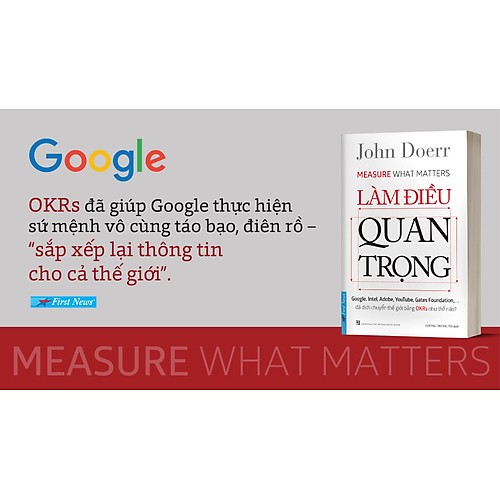 Google
OKRs đã giúp Google thực hiện
sứ mệnh vô cùng táo bạo, điên rồ –
“sắp xếp lại thông tin
cho cả thế giới”.
First News
John Doerr
MEASURE WHAT MATTERS
LÀM ĐIỀU
QUAN
TRỌNG
Google, Intel, Adobe, YouTube, Gates Foundation,...
đã dịch chuyển thế giới bằng OKRs như thế nào?
MEASURE WHAT MATTERS